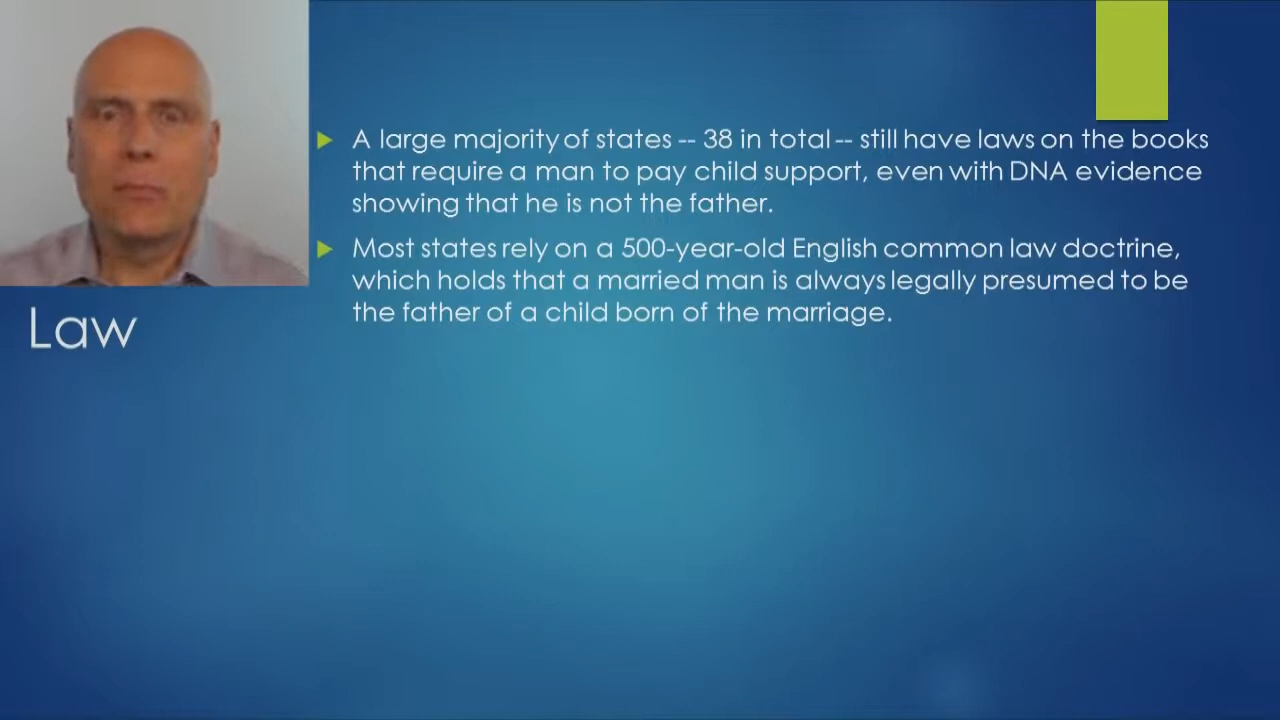 A large majority of states -- 38 in total -- still have laws on the books
that require a man to pay child support, even with DNA evidence
showing that he is not the father.
Most states rely on a 500-year-old English common law doctrine,
which holds that a married man is always legally presumed to be
the father of a child born of the marriage.
Law